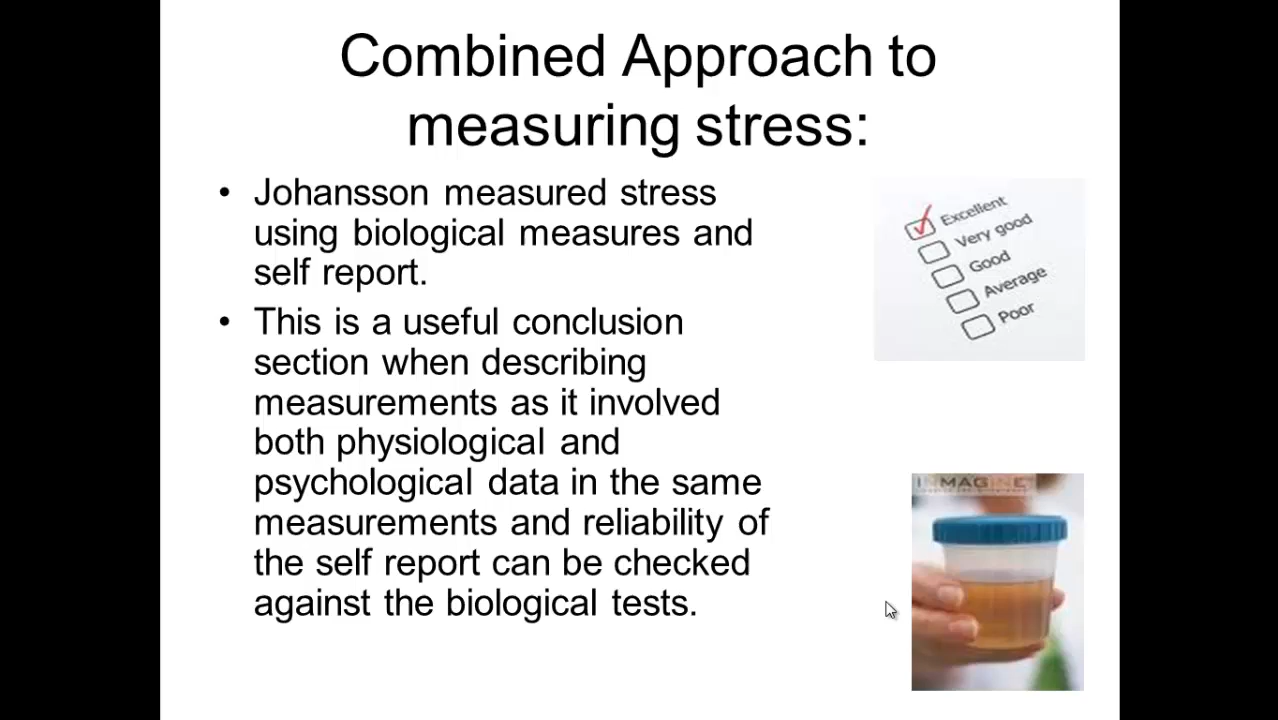 Combined Approach to
measuring stress:
• Johansson measured stress
using biological measures and
self report.
• This is a useful conclusion
section when describing
measurements as it involved
both physiological and
psychological data in the same
measurements and reliability of
the self report can be checked
against the biological tests.
Excellent
Very good
Good
Average
Poor
INMAGINE